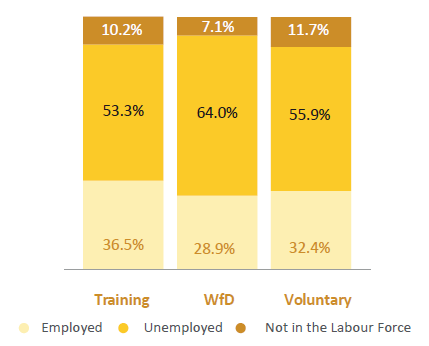 10.2% 7.1% 11.7%
53.3% 64.0% 55.9%
36.5% 28.9% 32.4%
Training WfD Voluntary
Employed Unemployed Not in the Labour Force